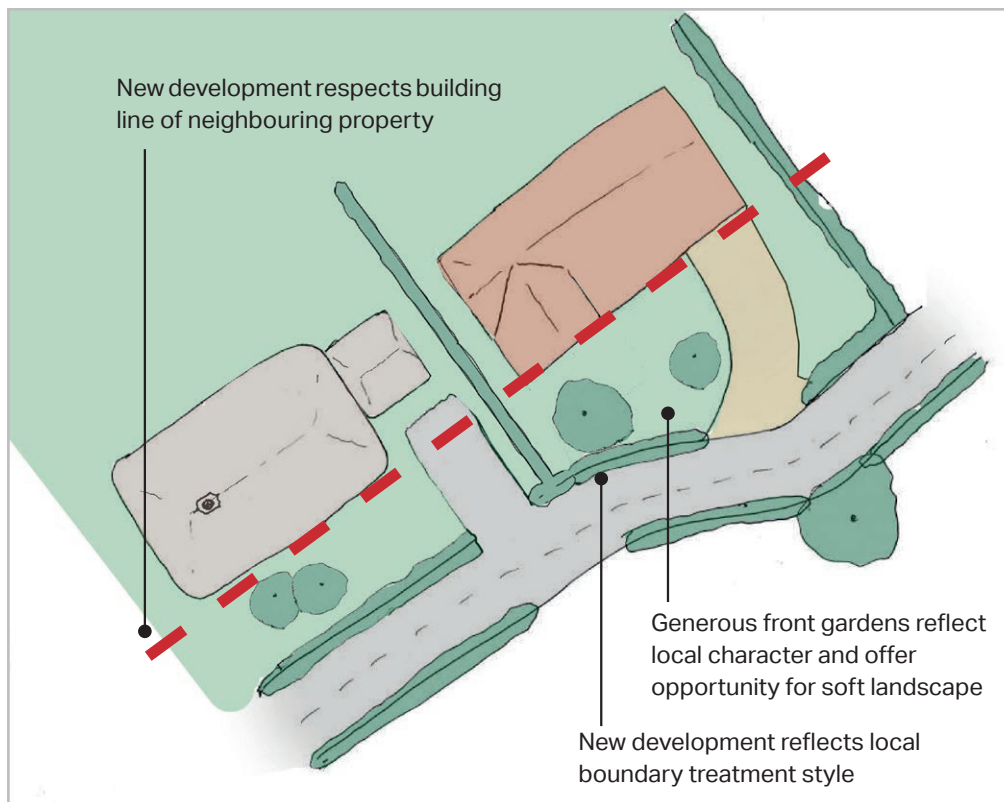 New development respects building
line of neighbouring property
Generous front gardens reflect
local character and offer
opportunity for soft landscape
New development reflects local
boundary treatment style